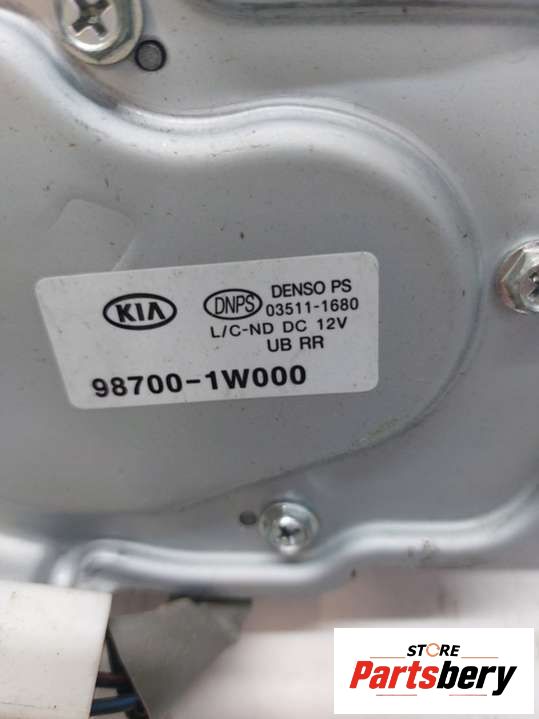 KIA DNPS DENSO PS
03511-1680
L/C-ND DC 12V
UB RR
98700-1W000
STORE
Partsbery